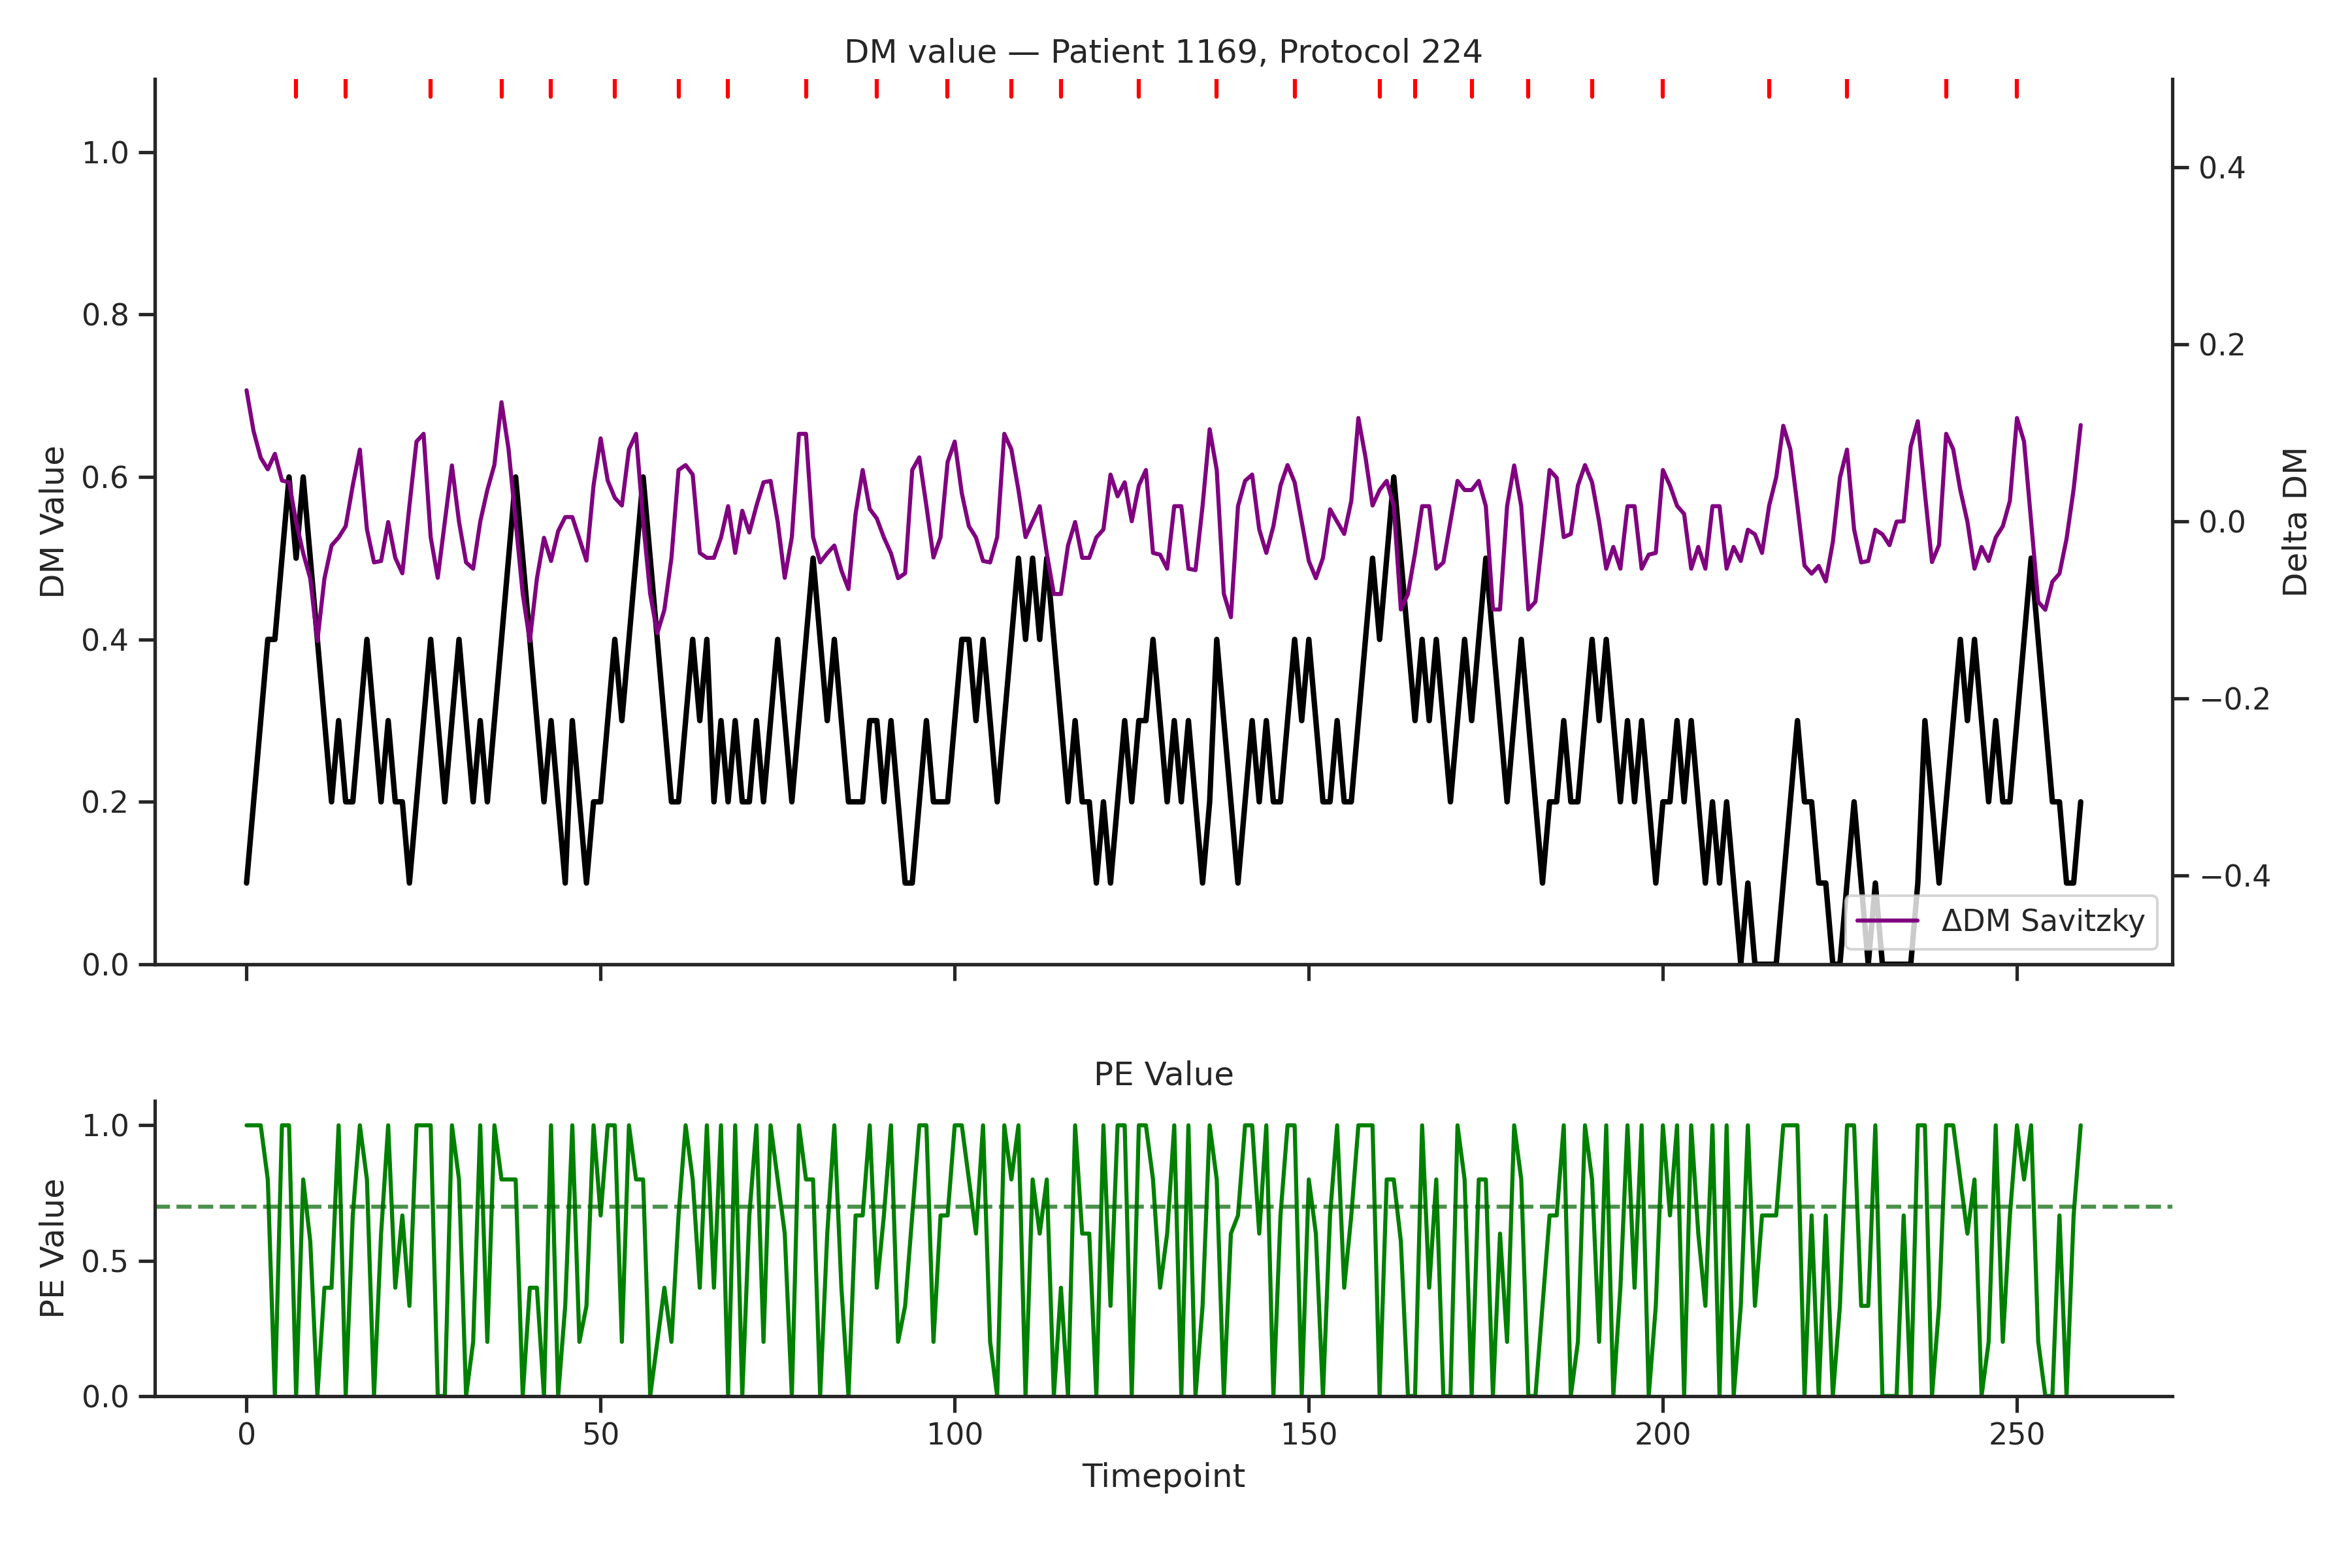 DM value — Patient 1169, Protocol 224
1.0
0.8
0.6
0.4
0.2
0.0
DM Value
0.4
0.2
0.0
−0.2
−0.4
Delta DM
ΔDM Savitzky
PE Value
1.0
0.5
0.0
PE Value
0 50 100 150 200 250
Timepoint